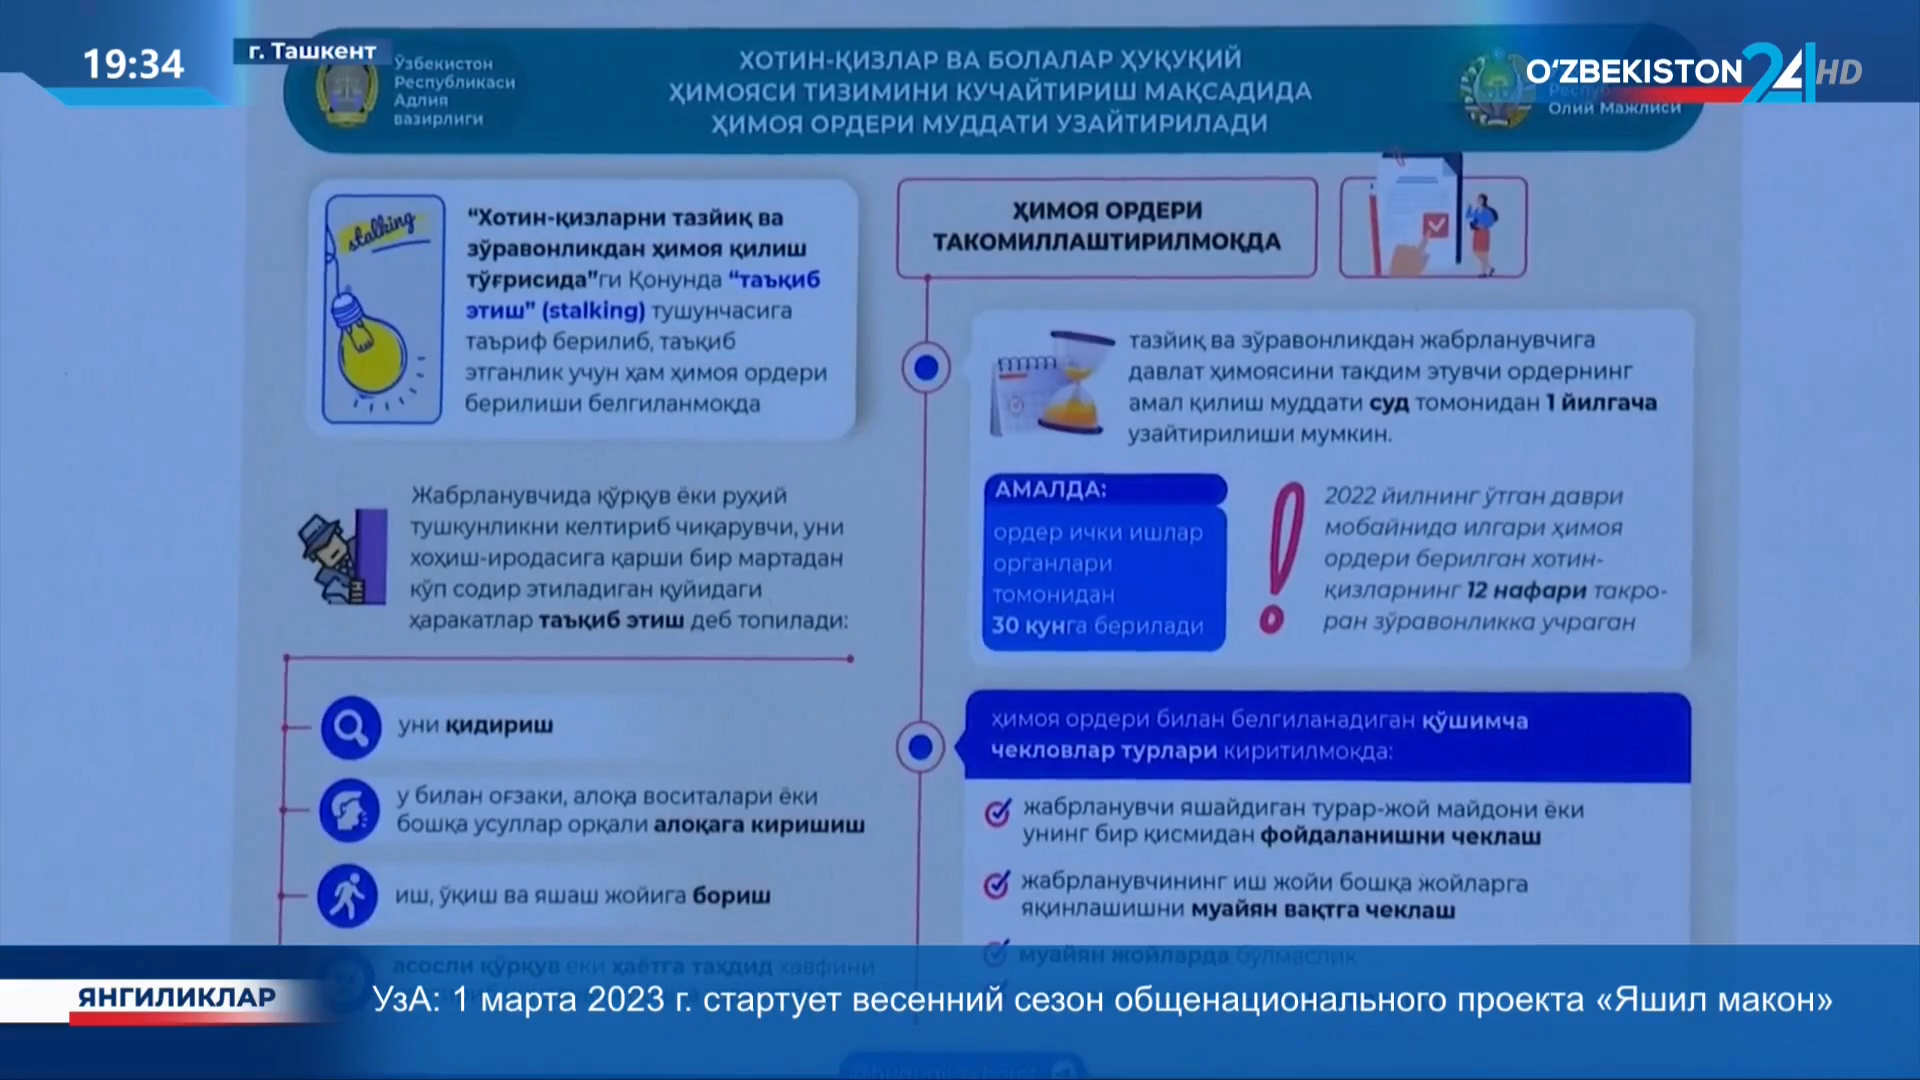 19:34
г. Ташкент
Ўзбекистон
Республикаси
Адлия
вазирлиги
ХОТИН-ҚИЗЛАР ВА БОЛАЛАР ҲУҚУҚИЙ
ҲИМОЯСИ ТИЗИМИНИ КУЧАЙТИРИШ МАҚСАДИДА
ҲИМОЯ ОРДЕРИ МУДДАТИ УЗАЙТИРИЛАДИ
O‘ZBEKISTON 24 HD
Олий Мажлиси
stalking
“Хотин-қизларни тазйиқ ва
зўравонликдан ҳимоя қилиш
тўғрисида”ги Қонунда “таъқиб
этиш” (stalking) тушунчасига
таъриф берилиб, таъқиб
этганлик учун ҳам ҳимоя ордери
берилиши белгиланмоқда
Жабрланувчида қўрқув ёки руҳий
тушкунликни келтириб чиқарувчи, уни
хоҳиш-иродасига қарши бир мартадан
кўп содир этиладиган қуйидаги
ҳаракатлар таъқиб этиш деб топилади:
уни қидириш
у билан оғзаки, алоқа воситалари ёки
бошқа усуллар орқали алоқага киришиш
иш, ўқиш ва яшаш жойига бориш
асосли қўрқув ёки ҳаётга таҳдид хавфини
ҲИМОЯ ОРДЕРИ
ТАКОМИЛЛАШТИРИЛМОҚДА
тазйиқ ва зўравонликдан жабрланувчига
давлат ҳимоясини тақдим этувчи ордернинг
амал қилиш муддати суд томонидан 1 йилгача
узайтирилиши мумкин.
АМАЛДА:
ордер ички ишлар
органлари
томонидан
30 кунга берилади
2022 йилнинг ўтган даври
мобайнида илгари ҳимоя
ордери берилган хотин-
қизларнинг 12 нафари такро-
ран зўравонликка учраган
ҳимоя ордери билан белгиланадиган қўшимча
чекловлар турлари киритилмоқда:
жабрланувчи яшайдиган турар-жой майдони ёки
унинг бир қисмидан фойдаланишни чеклаш
жабрланувчининг иш жойи бошқа жойларга
яқинлашишни муайян вақтга чеклаш
муайян жойларда бўлмаслик
ЯНГИЛИКЛАР
УзА: 1 марта 2023 г. стартует весенний сезон общенационального проекта «Яшил макон»